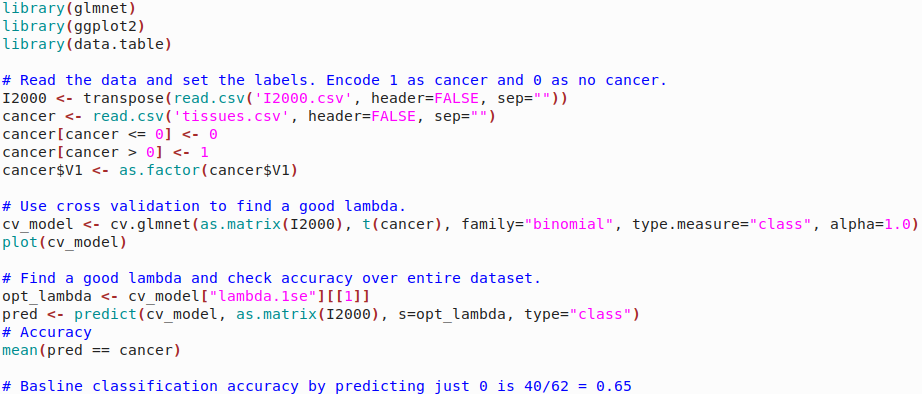 library(glmnet)
library(ggplot2)
library(data.table)

# Read the data and set the labels. Encode 1 as cancer and 0 as no cancer.
I2000 <- transpose(read.csv('I2000.csv', header=FALSE, sep=""))
cancer <- read.csv('tissues.csv', header=FALSE, sep="")
cancer[cancer <= 0] <- 0
cancer[cancer > 0] <- 1
cancer$V1 <- as.factor(cancer$V1)

# Use cross validation to find a good lambda.
cv_model <- cv.glmnet(as.matrix(I2000), t(cancer), family="binomial", type.measure="class", alpha=1.0)
plot(cv_model)

# Find a good lambda and check accuracy over entire dataset.
opt_lambda <- cv_model["lambda.1se"][[1]]
pred <- predict(cv_model, as.matrix(I2000), s=opt_lambda, type="class")
# Accuracy
mean(pred == cancer)

# Basline classification accuracy by predicting just 0 is 40/62 = 0.65